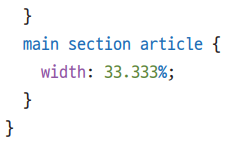 }
main section article {
width: 33.333%;
}
}